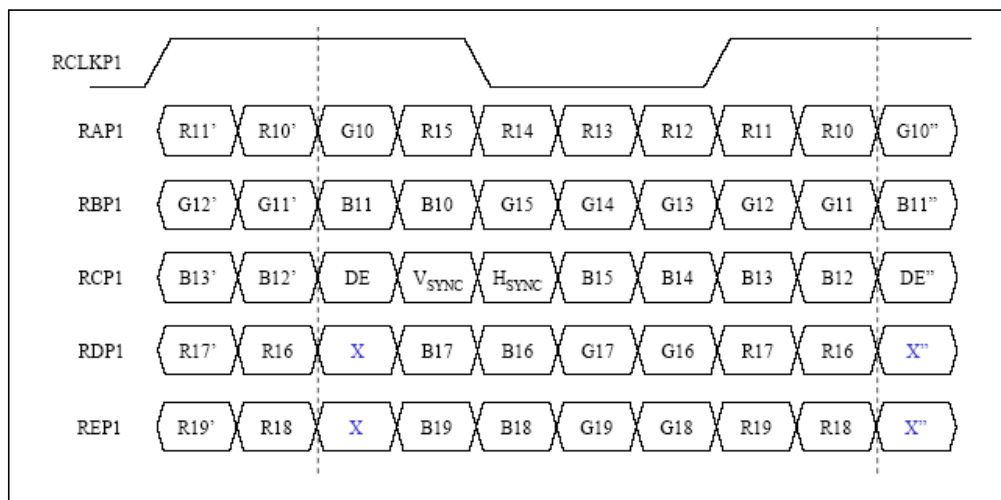 RCLKP1
RAP1 R11’ R10’ G10 R15 R14 R13 R12 R11 R10 G10”
RBP1 G12’ G11’ B11 B10 G15 G14 G13 G12 G11 B11”
RCP1 B13’ B12’ DE VSYNC HSYNC B15 B14 B13 B12 DE”
RDP1 R17’ R16 X B17 B16 G17 G16 R17 R16 X”
REP1 R19’ R18 X B19 B18 G19 G18 R19 R18 X”